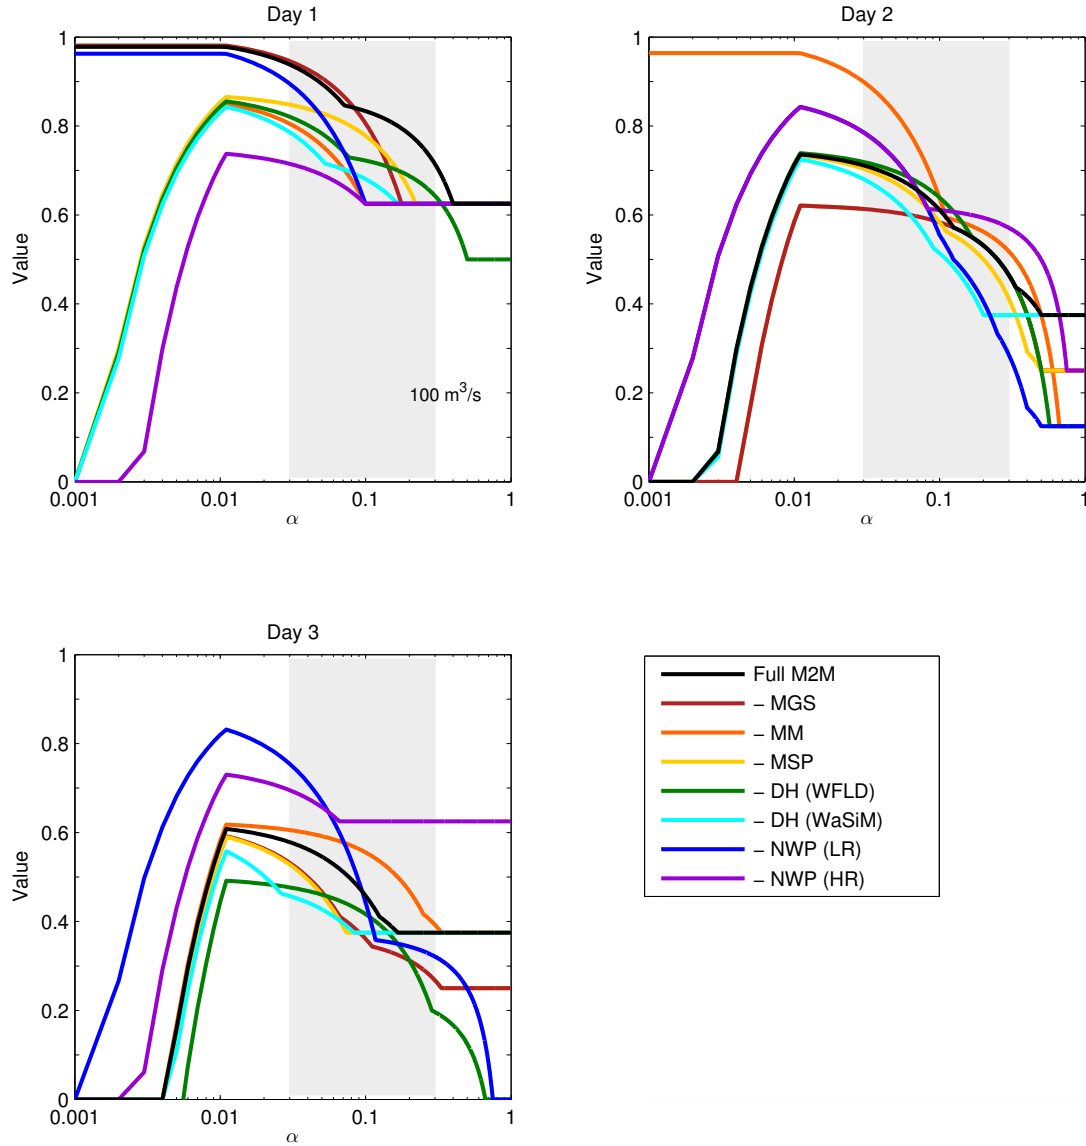 Day 1
1
0.8
0.6
0.4
0.2
0
Value
100 m³/s
0.001
0.01
0.1
1
α
Day 2
1
0.8
0.6
0.4
0.2
0
Value
0.001
0.01
0.1
1
α
Day 3
1
0.8
0.6
0.4
0.2
0
Value
0.001
0.01
0.1
1
α
Full M2M
– MGS
– MM
– MSP
– DH (WFLD)
– DH (WaSiM)
– NWP (LR)
– NWP (HR)